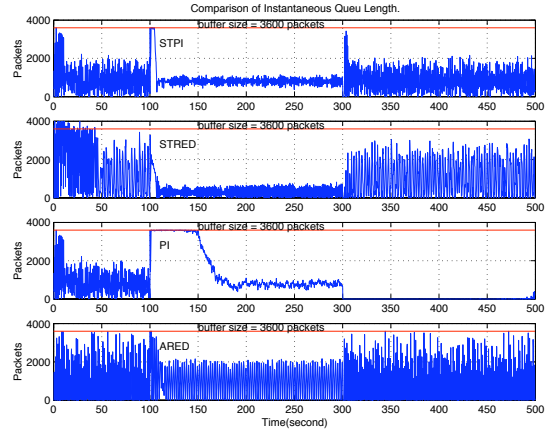 Comparison of Instantaneous Queu Length.
4000
buffer size = 3600 packets
STPI
2000
Packets
0
0 50 100 150 200 250 300 350 400 450 500
4000
buffer size = 3600 packets
STRED
2000
Packets
0
0 50 100 150 200 250 300 350 400 450 500
4000
buffer size = 3600 packets
PI
2000
Packets
0
0 50 100 150 200 250 300 350 400 450 500
4000
buffer size = 3600 packets
ARED
2000
Packets
0
0 50 100 150 200 250 300 350 400 450 500
Time(second)